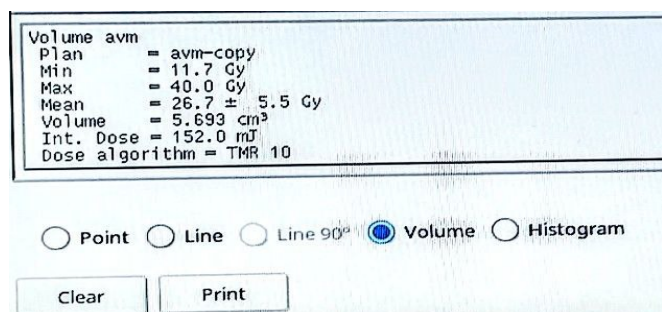 Volume avm
Plan = avm-copy
Min = 11.7 Gy
Max = 40.0 Gy
Mean = 26.7 ± 5.5 Gy
Volume = 5.693 cm³
Int. Dose = 152.0 mJ
Dose algorithm = TMR 10
Point Line Line 90° Volume Histogram
Clear Print